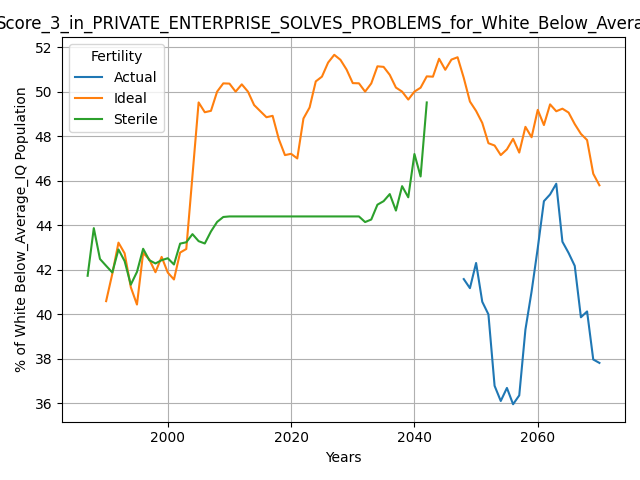 Score_3_in_PRIVATE_ENTERPRISE_SOLVES_PROBLEMS_for_White_Below_Avera
Fertility
Actual
Ideal
Sterile
% of White Below_Average_IQ Population
52
50
48
46
44
42
40
38
36
2000
2020
2040
2060
Years